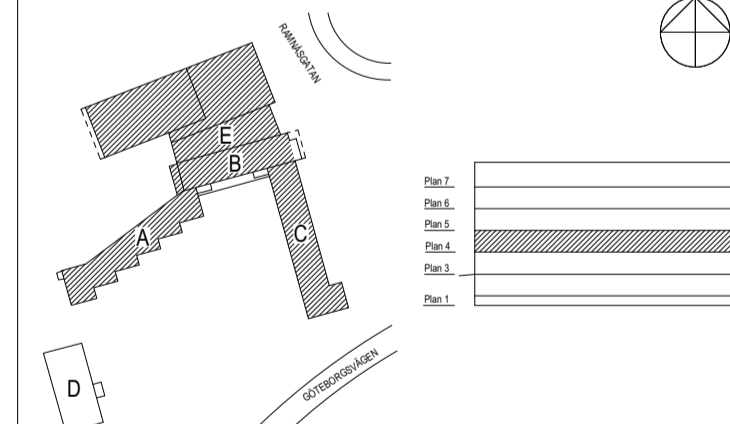 RAMNÅSGATAN
E
B
A
C
D
GÖTEBORGSVÄGEN
Plan 7
Plan 6
Plan 5
Plan 4
Plan 3
Plan 1